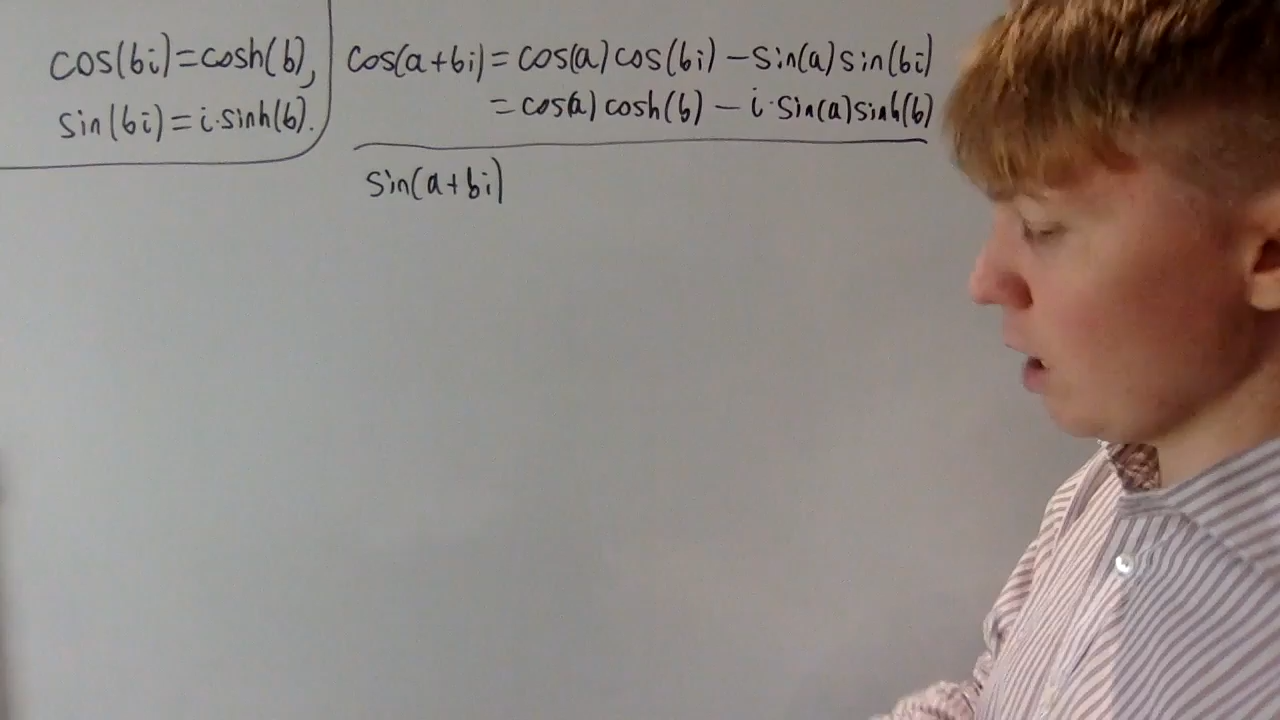 cos(bi)=cosh(b),
sin(bi)=i·sinh(b).
cos(a+bi)=cos(a)cos(bi)-sin(a)sin(bi)
=cos(a)cosh(b)-i·sin(a)sinh(b)
sin(a+bi)